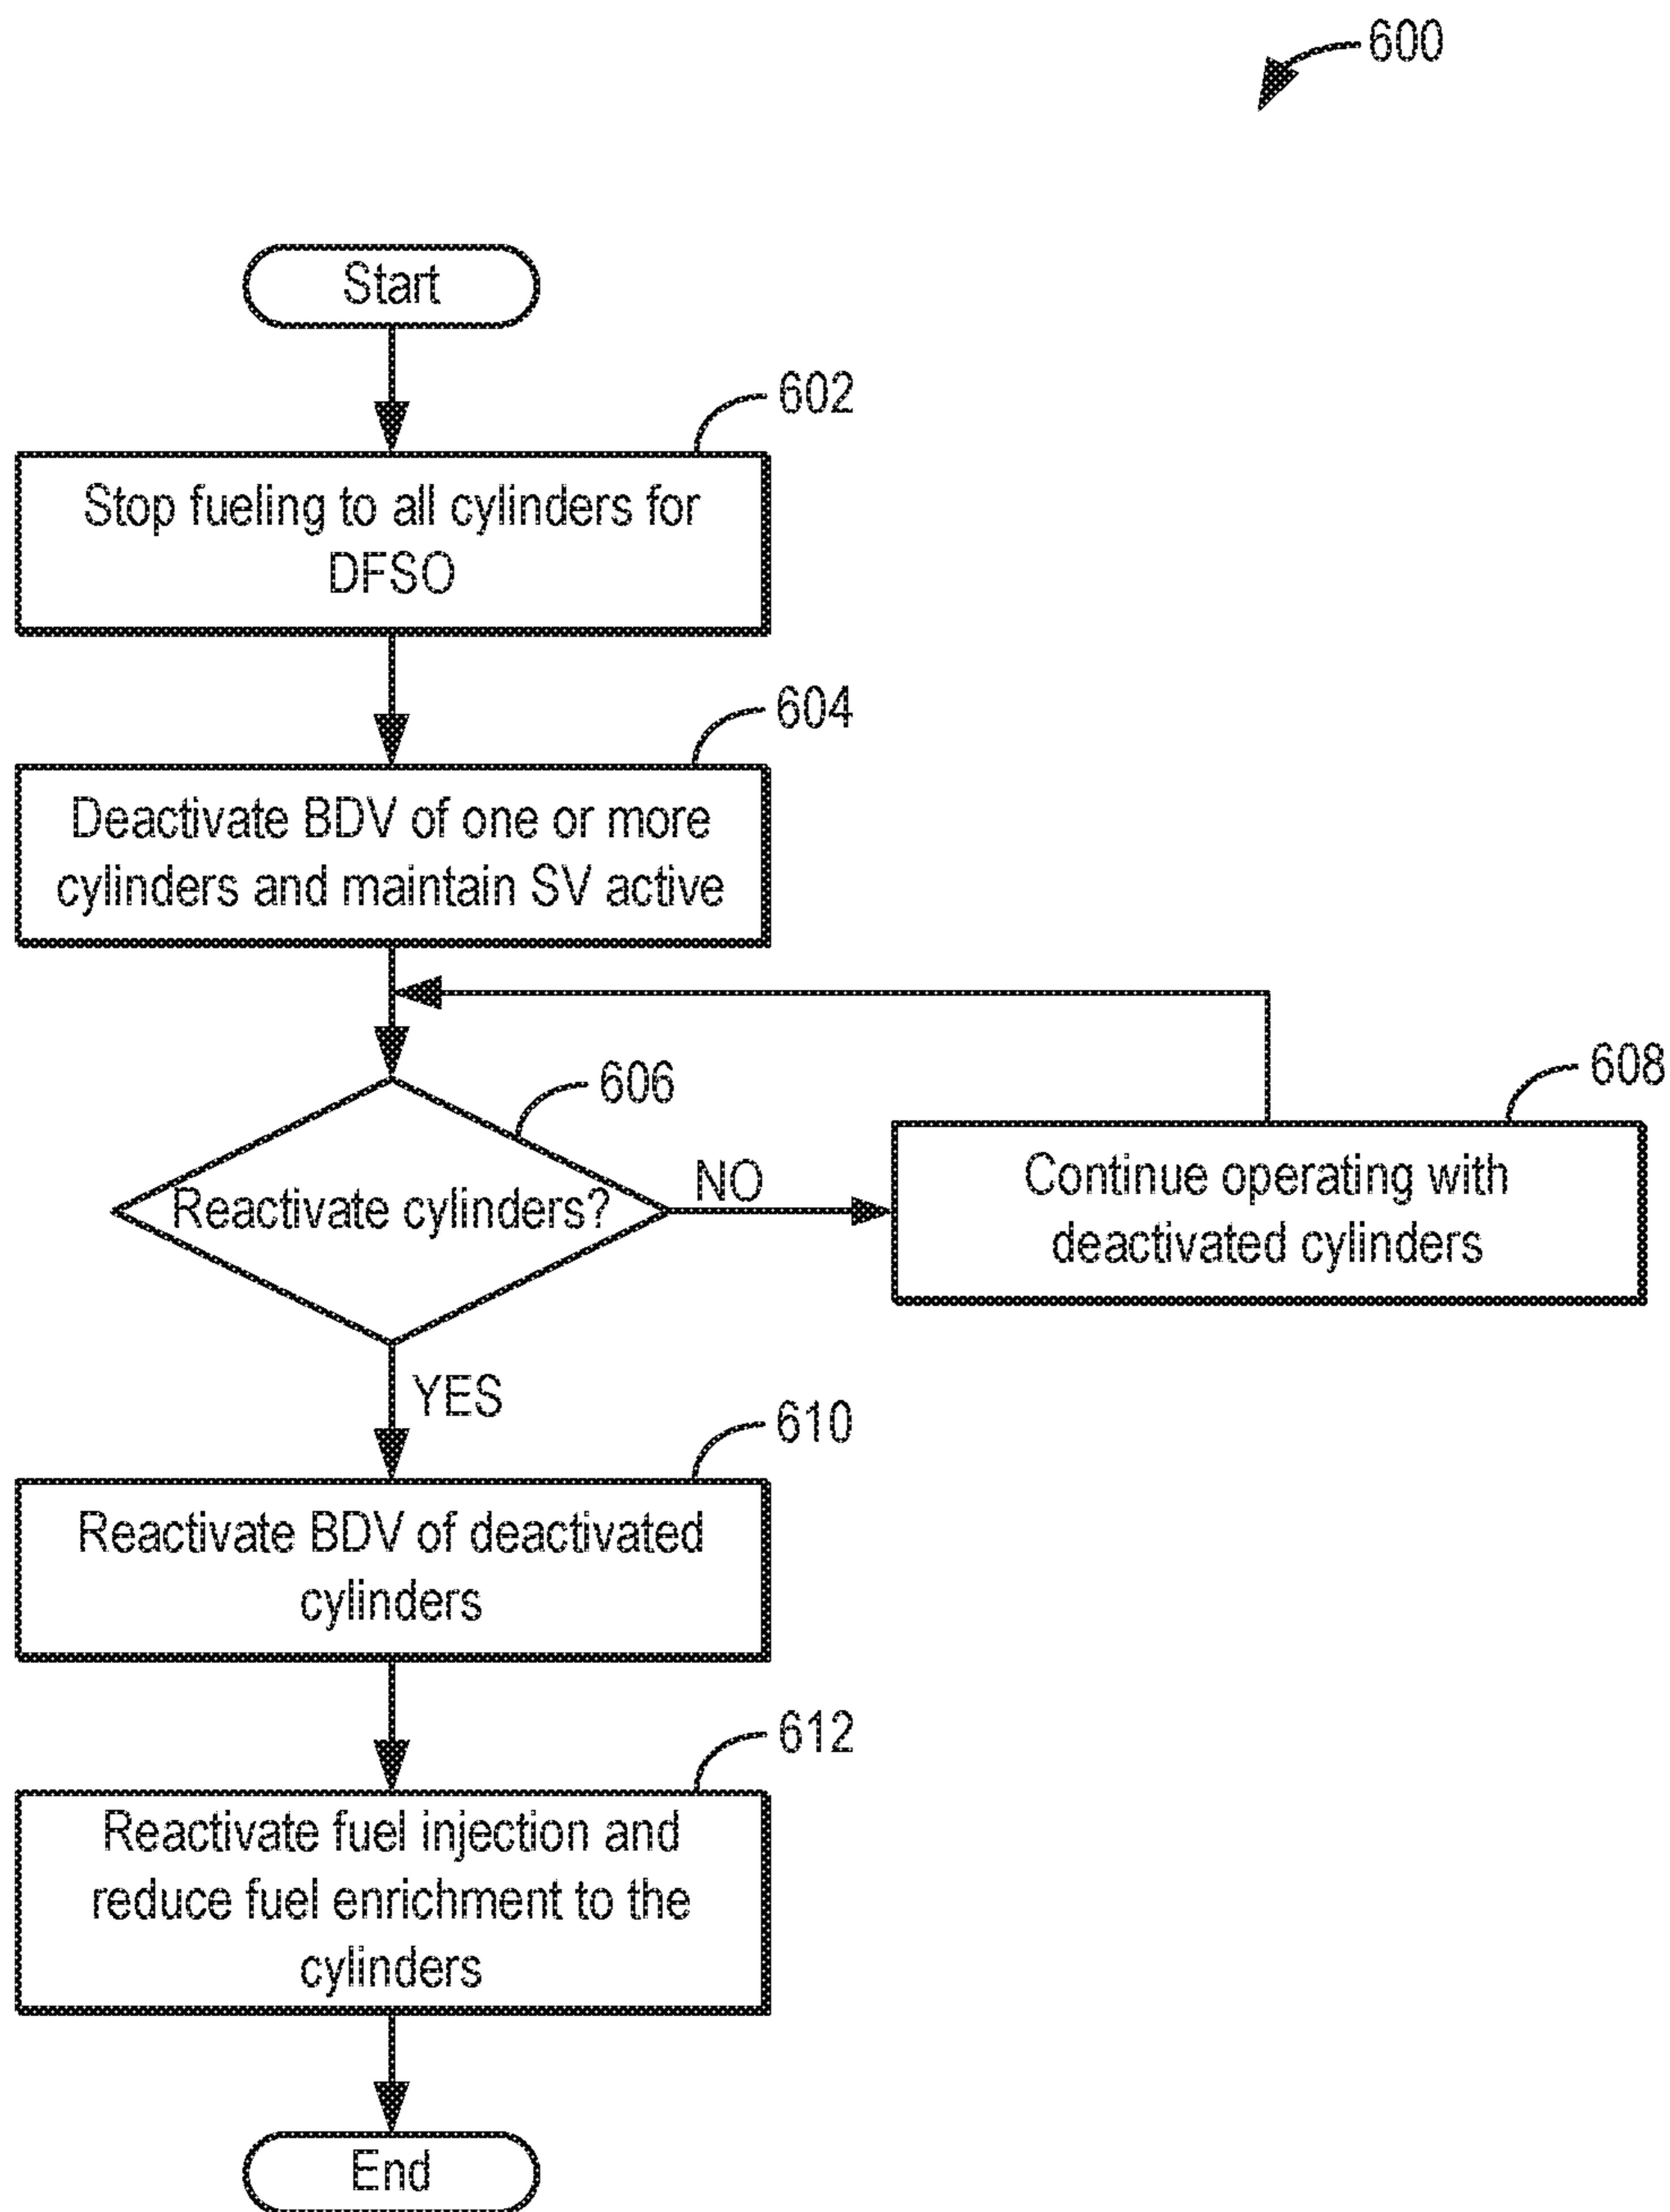 600
Start
602
Stop fueling to all cylinders for
DFSO
604
Deactivate BDV of one or more
cylinders and maintain SV active
606
Reactivate cylinders?
NO
608
Continue operating with
deactivated cylinders
YES
610
Reactivate BDV of deactivated
cylinders
612
Reactivate fuel injection and
reduce fuel enrichment to the
cylinders
End